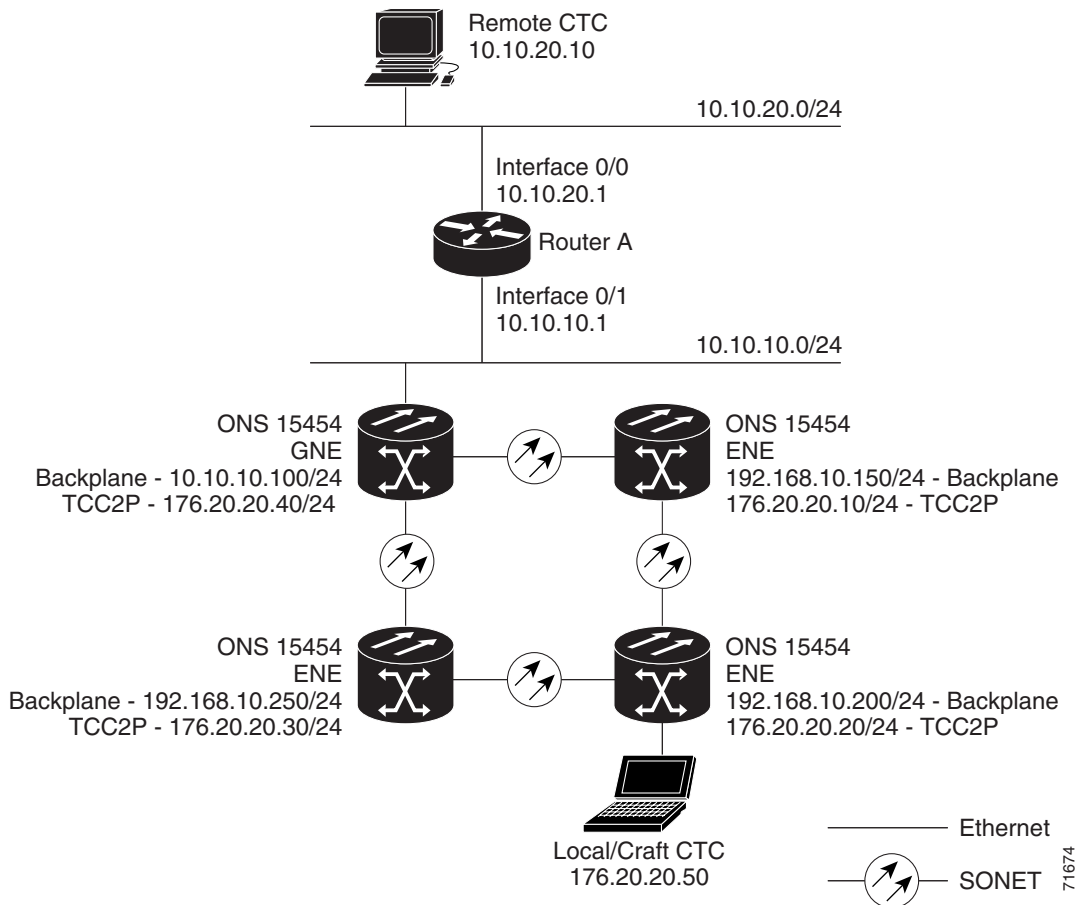 Remote CTC
10.10.20.10
10.10.20.0/24
Interface 0/0
10.10.20.1
Router A
Interface 0/1
10.10.10.1
10.10.10.0/24
ONS 15454
GNE
Backplane - 10.10.10.100/24
TCC2P - 176.20.20.40/24
ONS 15454
ENE
192.168.10.150/24 - Backplane
176.20.20.10/24 - TCC2P
ONS 15454
ENE
Backplane - 192.168.10.250/24
TCC2P - 176.20.20.30/24
ONS 15454
ENE
192.168.10.200/24 - Backplane
176.20.20.20/24 - TCC2P
Local/Craft CTC
176.20.20.50
Ethernet
SONET
71674